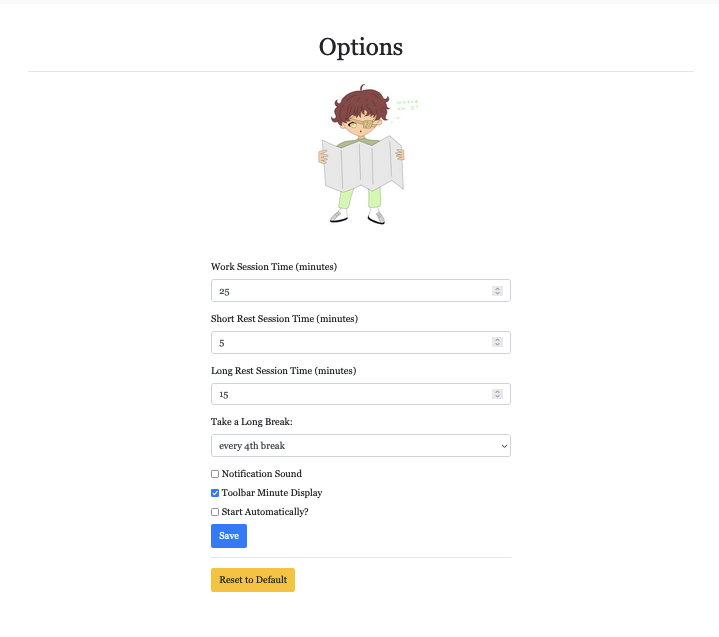 Options
Work Session Time (minutes)
25
Short Rest Session Time (minutes)
5
Long Rest Session Time (minutes)
15
Take a Long Break:
every 4th break
Notification Sound
Toolbar Minute Display
Start Automatically?
Save
Reset to Default